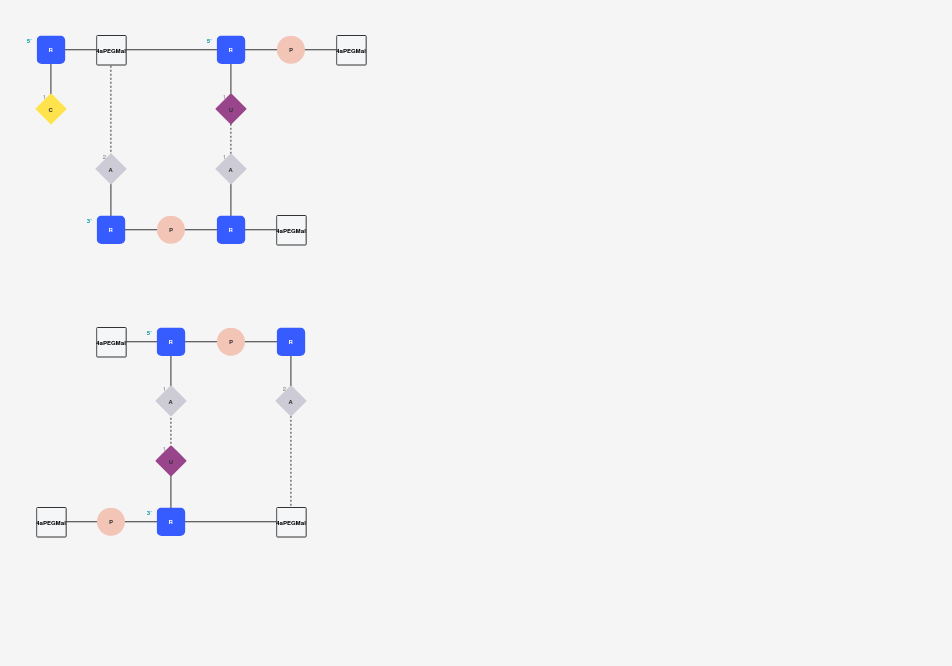 5' R 4aPEGMal 5' R P 4aPEGMal
1 C 1 U
2 A 1 A
3' R P R 4aPEGMal
4aPEGMal 5' R P R
1 A 2 A
1 U
4aPEGMal P 3' R 4aPEGMal